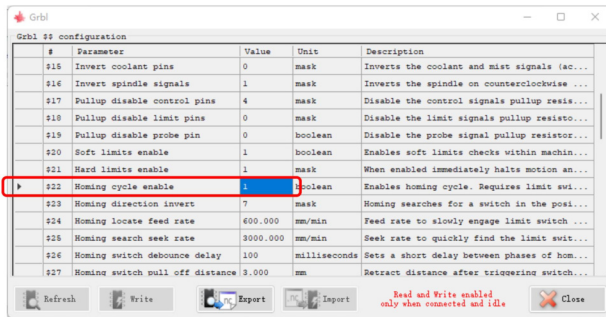 Grbl
Grbl $$ configuration
# Parameter Value Unit Description
$15 Invert coolant pins 0 mask Inverts the coolant and mist signals (ac...
$16 Invert spindle signals 1 mask Inverts the spindle on counterclockwise ...
$17 Pullup disable control pins 4 mask Disable the control signals pullup resis...
$18 Pullup disable limit pins 0 mask Disable the limit signals pullup resisto...
$19 Pullup disable probe pin 0 boolean Disable the probe signal pullup resistor...
$20 Soft limits enable 1 boolean Enables soft limits checks within machin...
$21 Hard limits enable 1 mask When enabled immediately halts motion an...
$22 Homing cycle enable 1 boolean Enables homing cycle. Requires limit swi...
$23 Homing direction invert 7 mask Homing searches for a switch in the posi...
$24 Homing locate feed rate 600.000 mm/min Feed rate to slowly engage limit switch ...
$25 Homing search seek rate 3000.000 mm/min Seek rate to quickly find the limit swit...
$26 Homing switch debounce delay 100 milliseconds Sets a short delay between phases of hom...
$27 Homing switch pull off distance 3.000 mm Retract distance after triggering switch...
Refresh Write Export Import Read and Write enabled
only when connected and idle Close